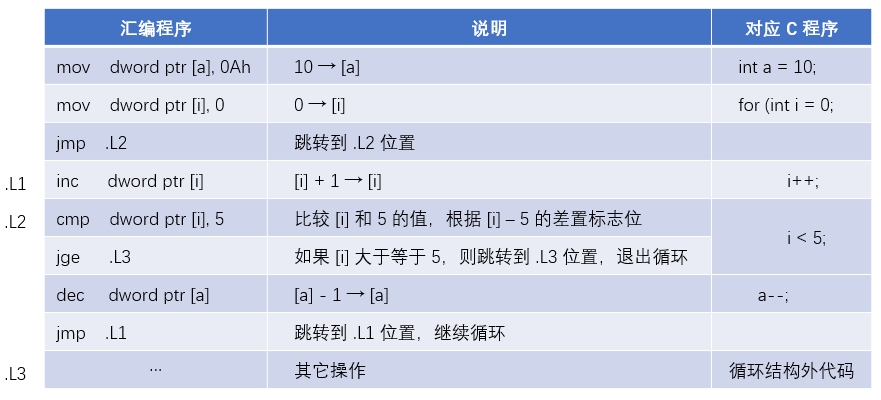 汇编程序 说明 对应 C 程序
mov dword ptr [a], 0Ah 10 → [a] int a = 10;
mov dword ptr [i], 0 0 → [i] for (int i = 0;
jmp .L2 跳转到 .L2 位置
.L1 inc dword ptr [i] [i] + 1 → [i] i++;
.L2 cmp dword ptr [i], 5 比较 [i] 和 5 的值，根据 [i] – 5 的差置标志位
i < 5;
jge .L3 如果 [i] 大于等于 5，则跳转到 .L3 位置，退出循环
dec dword ptr [a] [a] - 1 → [a] a--;
jmp .L1 跳转到 .L1 位置，继续循环
.L3 ... 其它操作 循环结构外代码